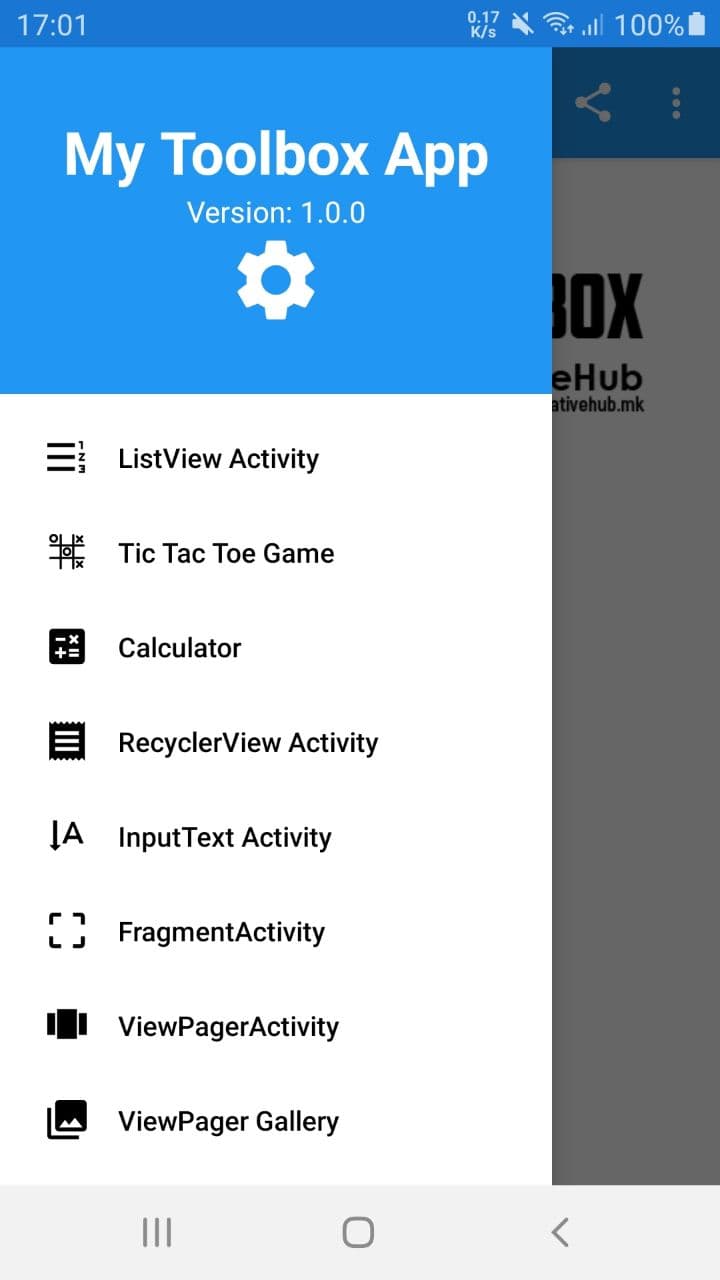 17:01
0.17
K/s
100%
My Toolbox App
Version: 1.0.0
BOX
eHub
ativehub.mk
ListView Activity
Tic Tac Toe Game
Calculator
RecyclerView Activity
InputText Activity
FragmentActivity
ViewPagerActivity
ViewPager Gallery